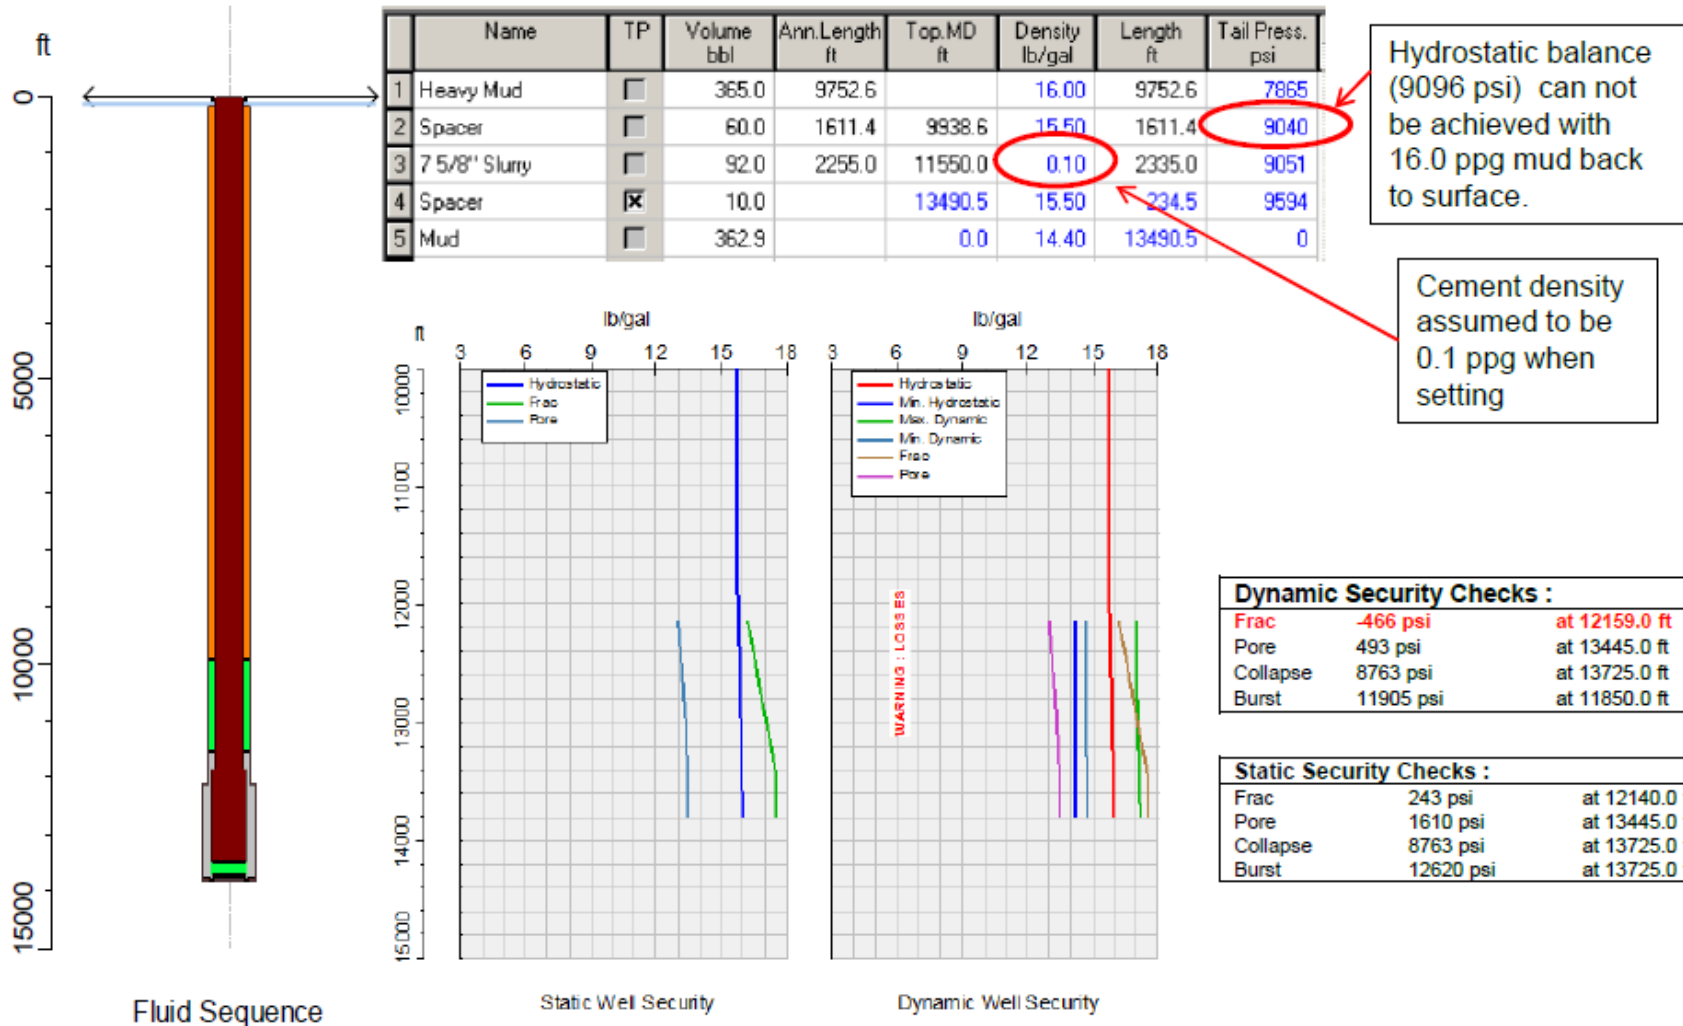 ft
0
5000
10000
15000
Fluid Sequence
Name TP Volume bbl Ann.Length ft Top.MD ft Density lb/gal Length ft Tail Press. psi
1 Heavy Mud 365.0 9752.6 16.00 9752.6 7865
2 Spacer 60.0 1611.4 9938.6 15.50 1611.4 9040
3 7 5/8" Slurry 92.0 2255.0 11550.0 0.10 2335.0 9051
4 Spacer 10.0 13490.5 15.50 234.5 9594
5 Mud 362.9 0.0 14.40 13490.5 0
Hydrostatic balance
(9096 psi) can not
be achieved with
16.0 ppg mud back
to surface.
Cement density
assumed to be
0.1 ppg when
setting
lb/gal
ft
3 6 9 12 15 18
Hydrostatic
Frac
Pore
10000
11000
12000
13000
14000
15000
Static Well Security
lb/gal
3 6 9 12 15 18
Hydrostatic
Min. Hydrostatic
Max. Dynamic
Min. Dynamic
Frac
Pore
WARNING : LOSSES
Dynamic Well Security
Dynamic Security Checks :
Frac -466 psi at 12159.0 ft
Pore 493 psi at 13445.0 ft
Collapse 8763 psi at 13725.0 ft
Burst 11905 psi at 11850.0 ft
Static Security Checks :
Frac 243 psi at 12140.0
Pore 1610 psi at 13445.0
Collapse 8763 psi at 13725.0
Burst 12620 psi at 13725.0